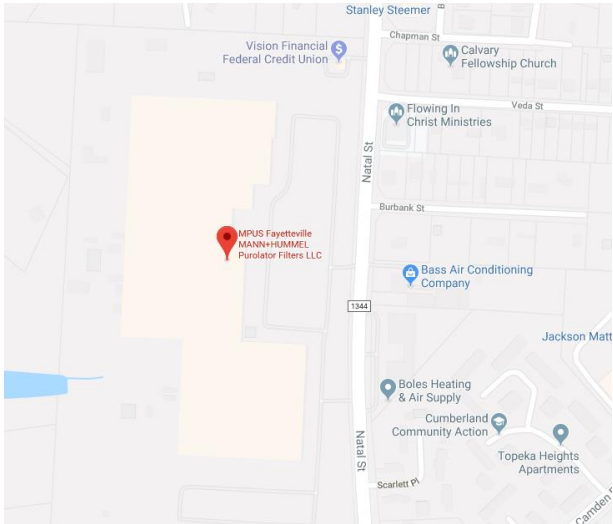 Stanley Steemer
Chapman St
Vision Financial
Federal Credit Union
Calvary
Fellowship Church
Veda St
Flowing In
Christ Ministries
Natal St
Burbank St
MPUS Fayetteville
MANN+HUMMEL
Purolator Filters LLC
Bass Air Conditioning
Company
1344
Jackson Matt
Boles Heating
& Air Supply
Cumberland
Community Action
Natal St
Topeka Heights
Apartments
Scarlett Pl
Camden